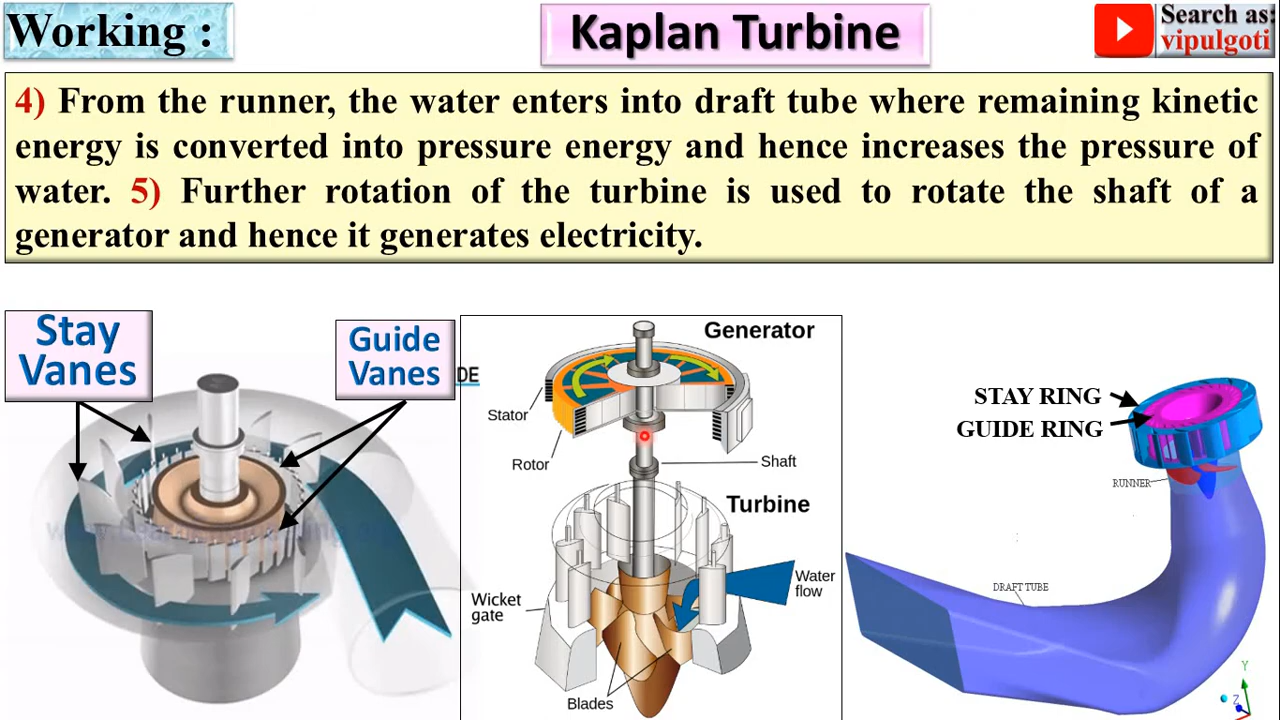 Working :
Kaplan Turbine
Search as:
vipulgoti
4) From the runner, the water enters into draft tube where remaining kinetic
energy is converted into pressure energy and hence increases the pressure of
water. 5) Further rotation of the turbine is used to rotate the shaft of a
generator and hence it generates electricity.
Stay
Vanes
Guide
Vanes
DE
Generator
Stator
Rotor
Shaft
Turbine
Water
flow
Wicket
gate
Blades
STAY RING
GUIDE RING
RUNNER
DRAFT TUBE
Y
Z